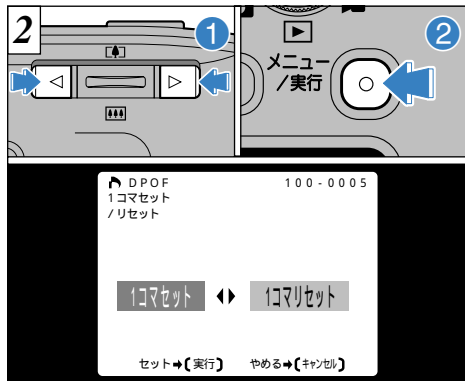 2
1
2
メニュー
/実行
DPOF 100-0005
1コマセット
/リセット
1コマセット 1コマリセット
セット➡【実行】 やめる➡【キャンセル】